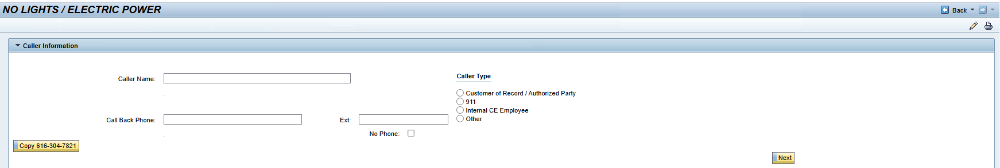 NO LIGHTS / ELECTRIC POWER
Back
Caller Information
Caller Name:
Caller Type
Customer of Record / Authorized Party
911
Internal CE Employee
Other
Call Back Phone:
Ext:
No Phone:
Copy 616-304-7821
Next